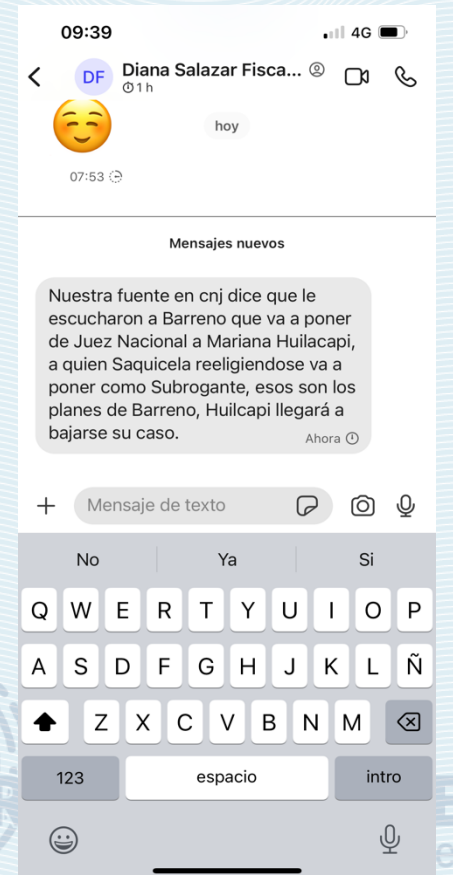 09:39
4G
DF
Diana Salazar Fisca...
1 h
hoy
07:53
Mensajes nuevos
Nuestra fuente en cnj dice que le
escucharon a Barreno que va a poner
de Juez Nacional a Mariana Huilacapi,
a quien Saquicela reeligiendose va a
poner como Subrogante, esos son los
planes de Barreno, Huilcapi llegará a
bajarse su caso.
Ahora
Mensaje de texto
No Ya Si
Q W E R T Y U I O P
A S D F G H J K L Ñ
Z X C V B N M
123 espacio intro